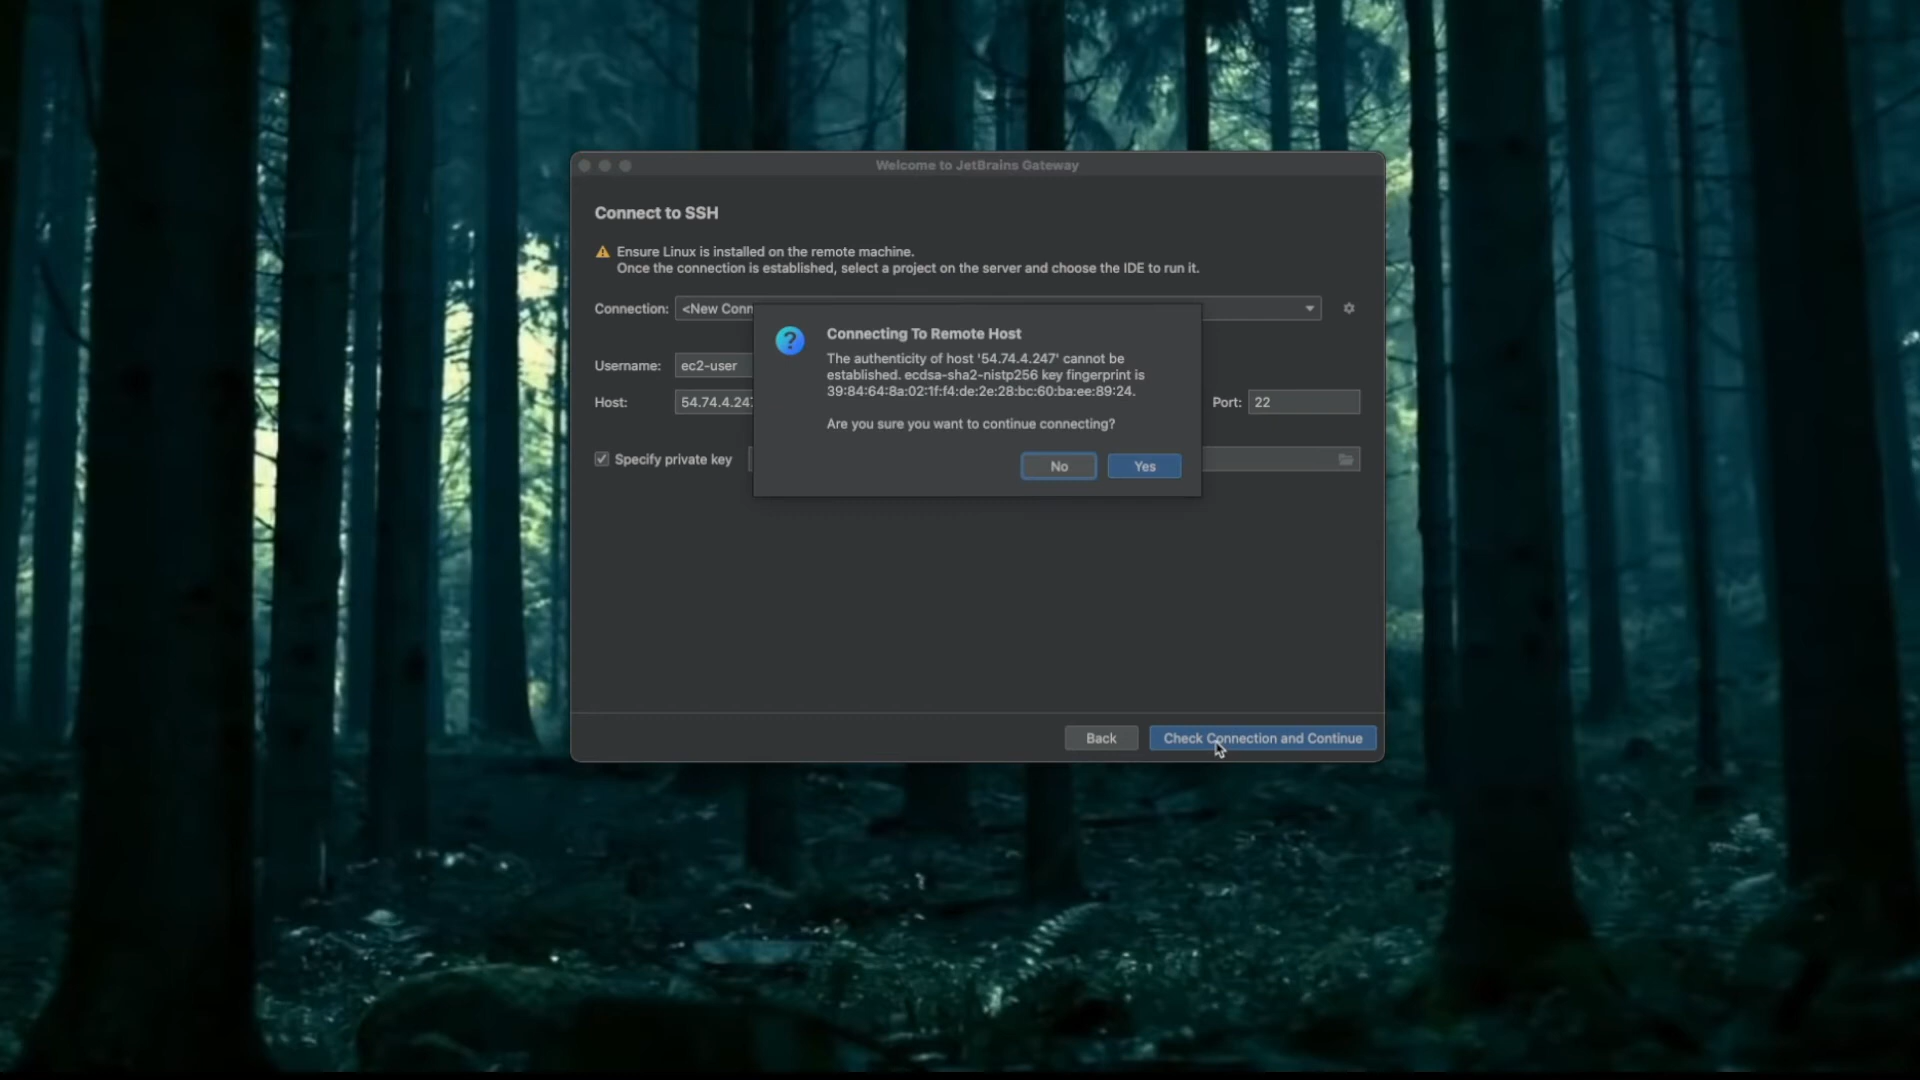 Welcome to JetBrains Gateway
Connect to SSH
Ensure Linux is installed on the remote machine.
Once the connection is established, select a project on the server and choose the IDE to run it.
Connection: <New Conn
Connecting To Remote Host
The authenticity of host '54.74.4.247' cannot be
established. ecdsa-sha2-nistp256 key fingerprint is
39:84:64:8a:02:1f:f4:de:2e:28:bc:60:ba:ee:89:24.
Are you sure you want to continue connecting?
No Yes
Username: ec2-user
Host: 54.74.4.247 Port: 22
Specify private key
Back Check Connection and Continue